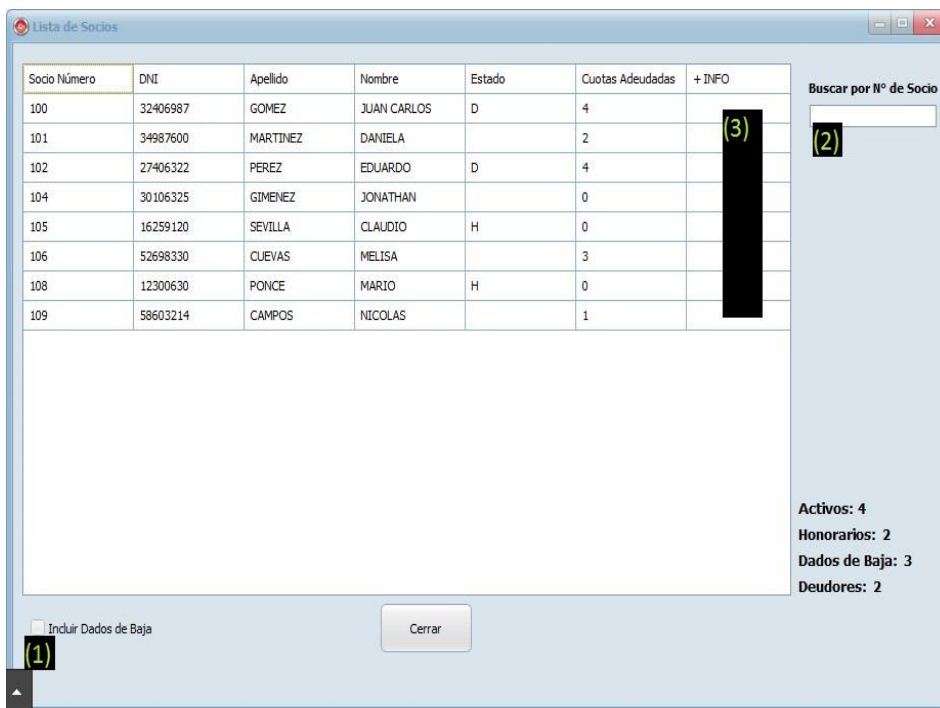 Lista de Socios
Socio Número DNI Apellido Nombre Estado Cuotas Adeudadas + INFO
100 32406987 GOMEZ JUAN CARLOS D 4
101 34987600 MARTINEZ DANIELA 2
102 27406322 PEREZ EDUARDO D 4
104 30106325 GIMENEZ JONATHAN 0
105 16259120 SEVILLA CLAUDIO H 0
106 52698330 CUEVAS MELISA 3
108 12300630 PONCE MARIO H 0
109 58603214 CAMPOS NICOLAS 1
(3)
Buscar por N° de Socio
(2)
Activos: 4
Honorarios: 2
Dados de Baja: 3
Deudores: 2
Incluir Dados de Baja
(1)
Cerrar